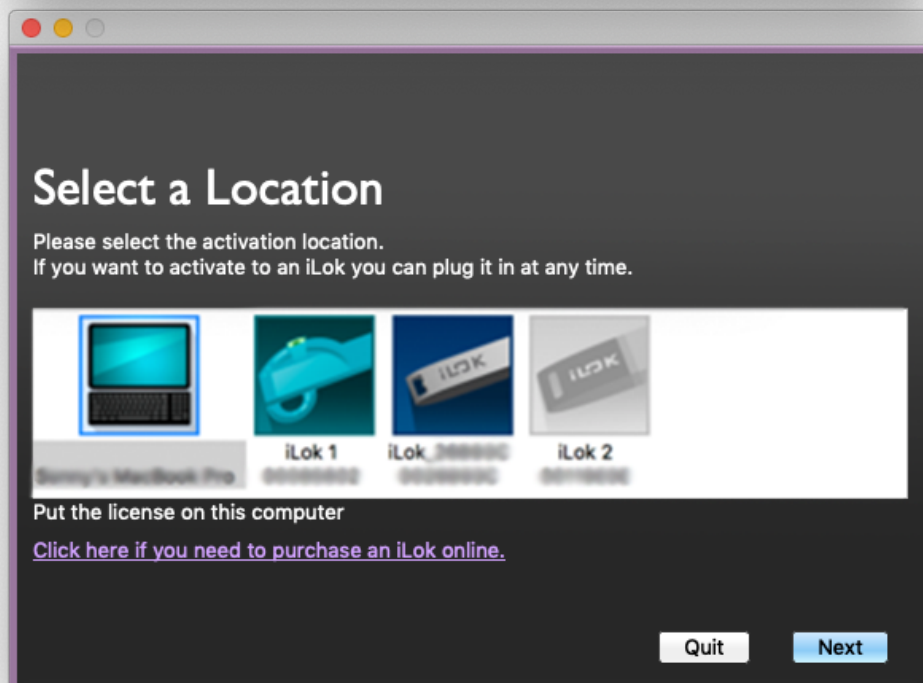 Select a Location
Please select the activation location.
If you want to activate to an iLok you can plug it in at any time.
iLOK
iLOK
iLok 1
iLok_
iLok 2
Put the license on this computer
Click here if you need to purchase an iLok online.
Quit
Next